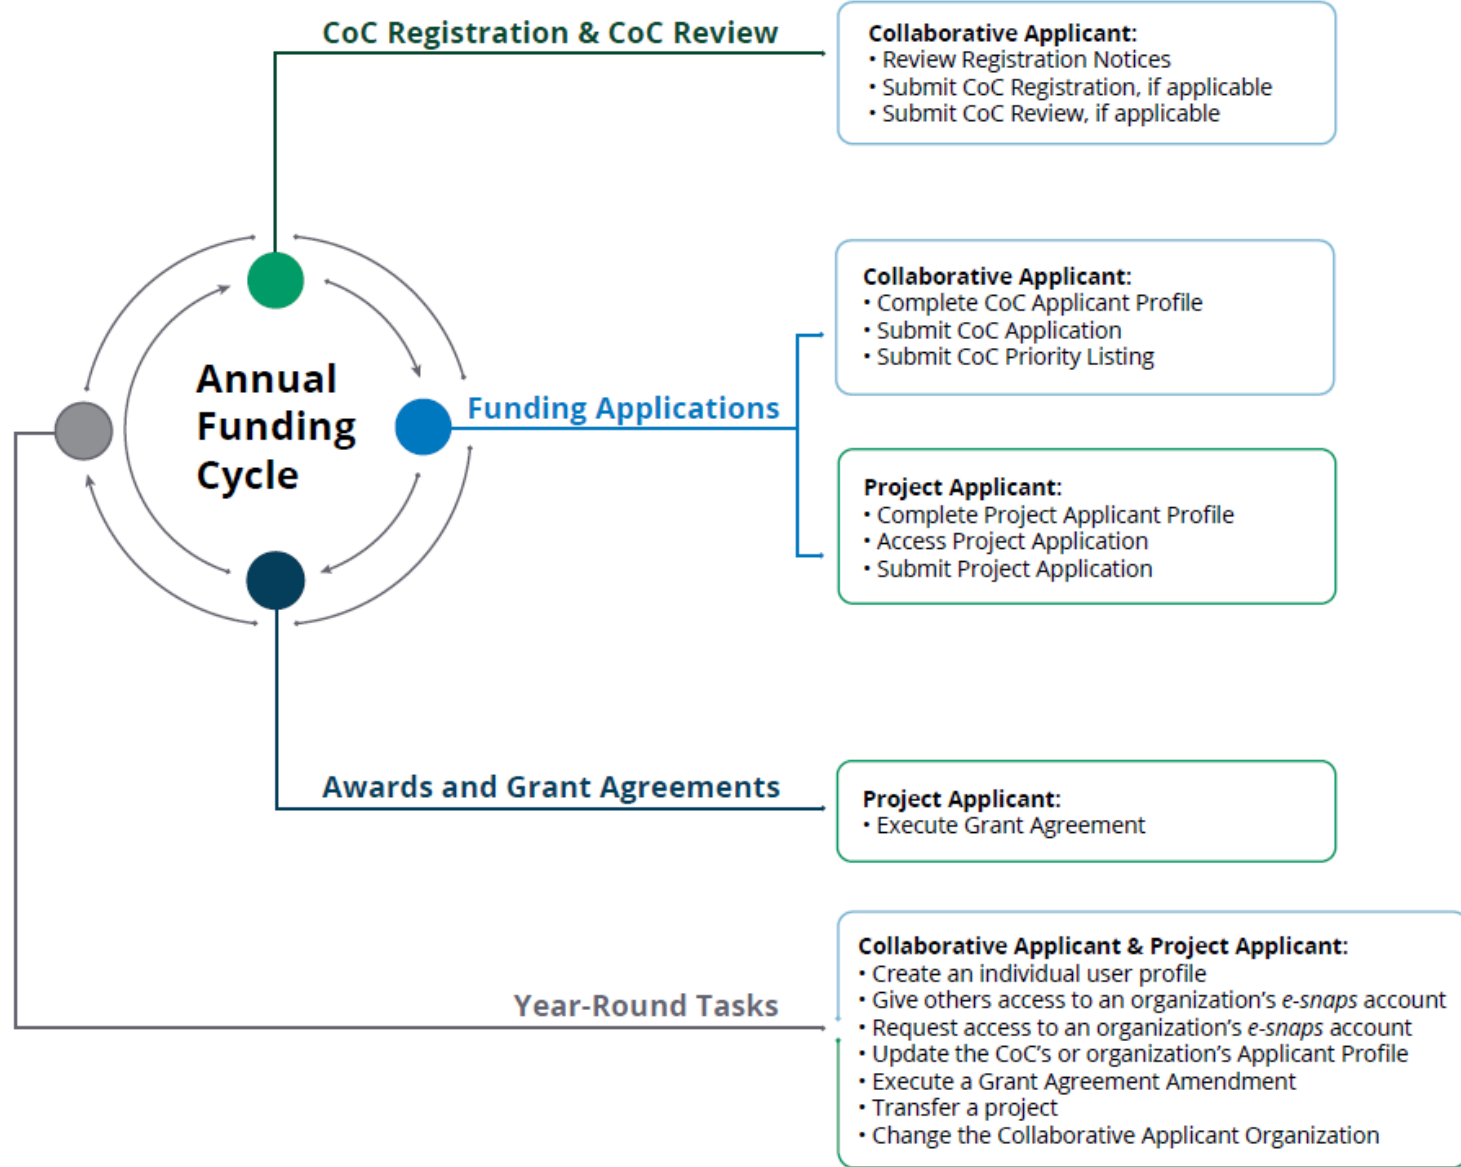 CoC Registration & CoC Review
Collaborative Applicant:
• Review Registration Notices
• Submit CoC Registration, if applicable
• Submit CoC Review, if applicable
Annual
Funding
Cycle
Funding Applications
Collaborative Applicant:
• Complete CoC Applicant Profile
• Submit CoC Application
• Submit CoC Priority Listing
Project Applicant:
• Complete Project Applicant Profile
• Access Project Application
• Submit Project Application
Awards and Grant Agreements
Project Applicant:
• Execute Grant Agreement
Year-Round Tasks
Collaborative Applicant & Project Applicant:
• Create an individual user profile
• Give others access to an organization’s e-snaps account
• Request access to an organization’s e-snaps account
• Update the CoC’s or organization’s Applicant Profile
• Execute a Grant Agreement Amendment
• Transfer a project
• Change the Collaborative Applicant Organization